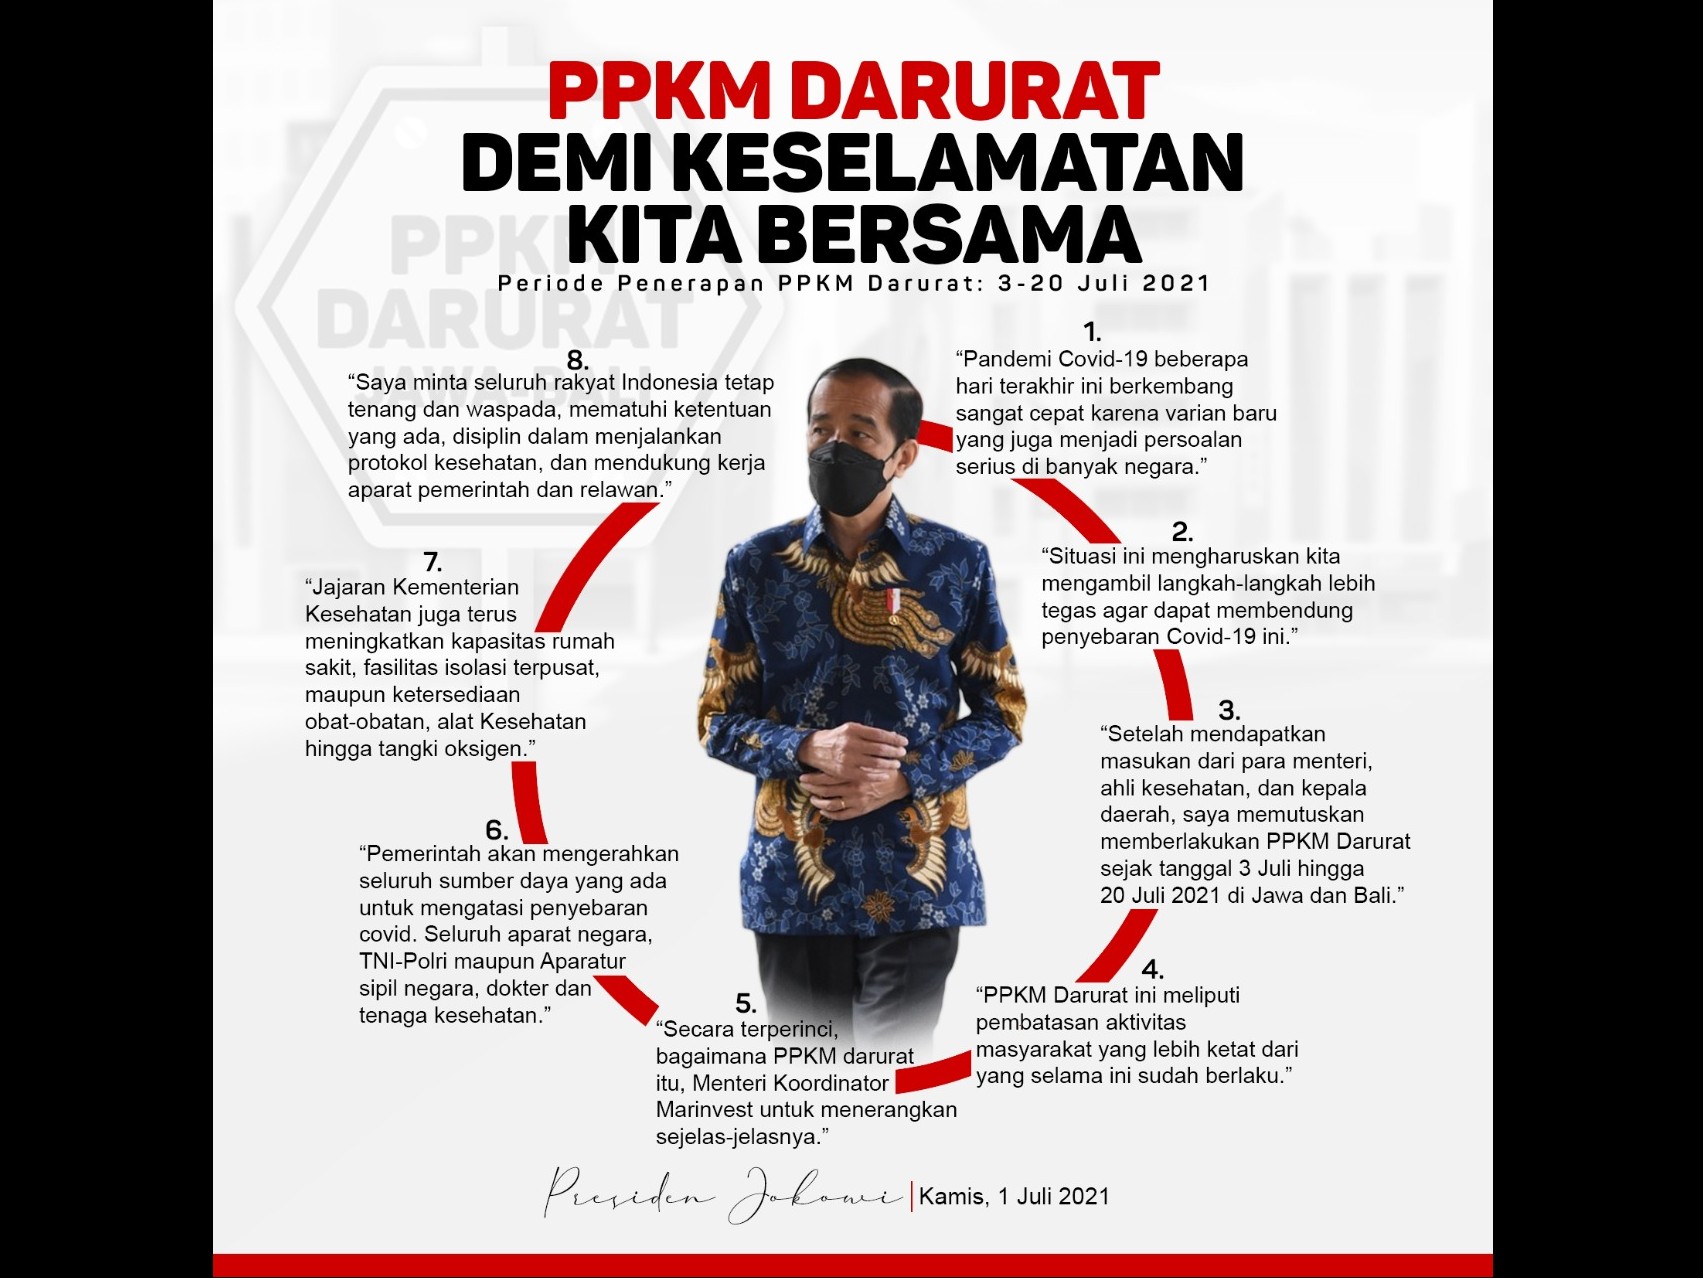 PPKM DARURAT
DEMI KESELAMATAN
KITA BERSAMA
Periode Penerapan PPKM Darurat: 3-20 Juli 2021
PPKM
DARURAT
JAWA-BALI
1.
“Pandemi Covid-19 beberapa
hari terakhir ini berkembang
sangat cepat karena varian baru
yang juga menjadi persoalan
serius di banyak negara.”
2.
“Situasi ini mengharuskan kita
mengambil langkah-langkah lebih
tegas agar dapat membendung
penyebaran Covid-19 ini.”
3.
“Setelah mendapatkan
masukan dari para menteri,
ahli kesehatan, dan kepala
daerah, saya memutuskan
memberlakukan PPKM Darurat
sejak tanggal 3 Juli hingga
20 Juli 2021 di Jawa dan Bali.”
4.
“PPKM Darurat ini meliputi
pembatasan aktivitas
masyarakat yang lebih ketat dari
yang selama ini sudah berlaku.”
5.
“Secara terperinci,
bagaimana PPKM darurat
itu, Menteri Koordinator
Marinvest untuk menerangkan
sejelas-jelasnya.”
6.
“Pemerintah akan mengerahkan
seluruh sumber daya yang ada
untuk mengatasi penyebaran
covid. Seluruh aparat negara,
TNI-Polri maupun Aparatur
sipil negara, dokter dan
tenaga kesehatan.”
7.
“Jajaran Kementerian
Kesehatan juga terus
meningkatkan kapasitas rumah
sakit, fasilitas isolasi terpusat,
maupun ketersediaan
obat-obatan, alat Kesehatan
hingga tangki oksigen.”
8.
“Saya minta seluruh rakyat Indonesia tetap
tenang dan waspada, mematuhi ketentuan
yang ada, disiplin dalam menjalankan
protokol kesehatan, dan mendukung kerja
aparat pemerintah dan relawan.”
Presiden Jokowi | Kamis, 1 Juli 2021